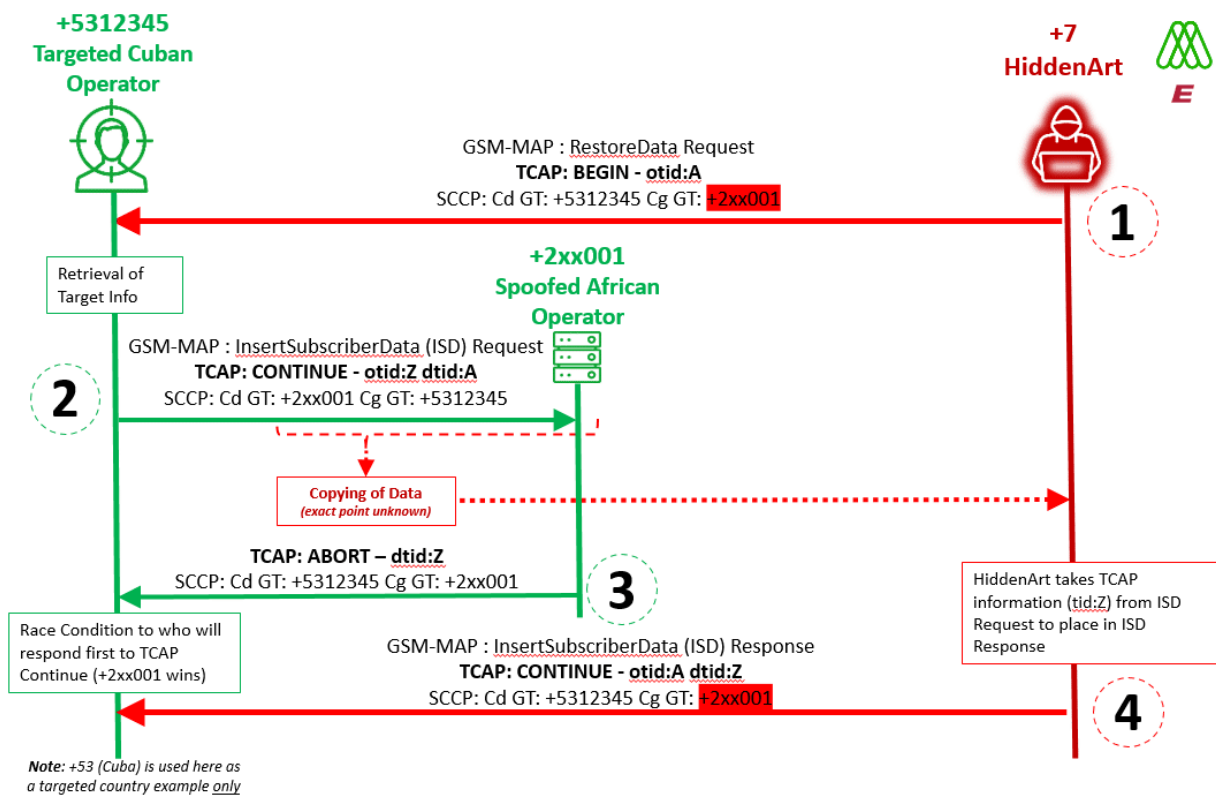 +5312345
Targeted Cuban
Operator
+7
HiddenArt
E
GSM-MAP : RestoreData Request
TCAP: BEGIN - otid:A
SCCP: Cd GT: +5312345 Cg GT: +2xx001
1
Retrieval of
Target Info
+2xx001
Spoofed African
Operator
GSM-MAP : InsertSubscriberData (ISD) Request
TCAP: CONTINUE - otid:Z dtid:A
SCCP: Cd GT: +2xx001 Cg GT: +5312345
2
Copying of Data
(exact point unknown)
TCAP: ABORT – dtid:Z
SCCP: Cd GT: +5312345 Cg GT: +2xx001
3
HiddenArt takes TCAP
information (tid:Z) from ISD
Request to place in ISD
Response
Race Condition to who will
respond first to TCAP
Continue (+2xx001 wins)
GSM-MAP : InsertSubscriberData (ISD) Response
TCAP: CONTINUE - otid:A dtid:Z
SCCP: Cd GT: +5312345 Cg GT: +2xx001
4
Note: +53 (Cuba) is used here as
a targeted country example only